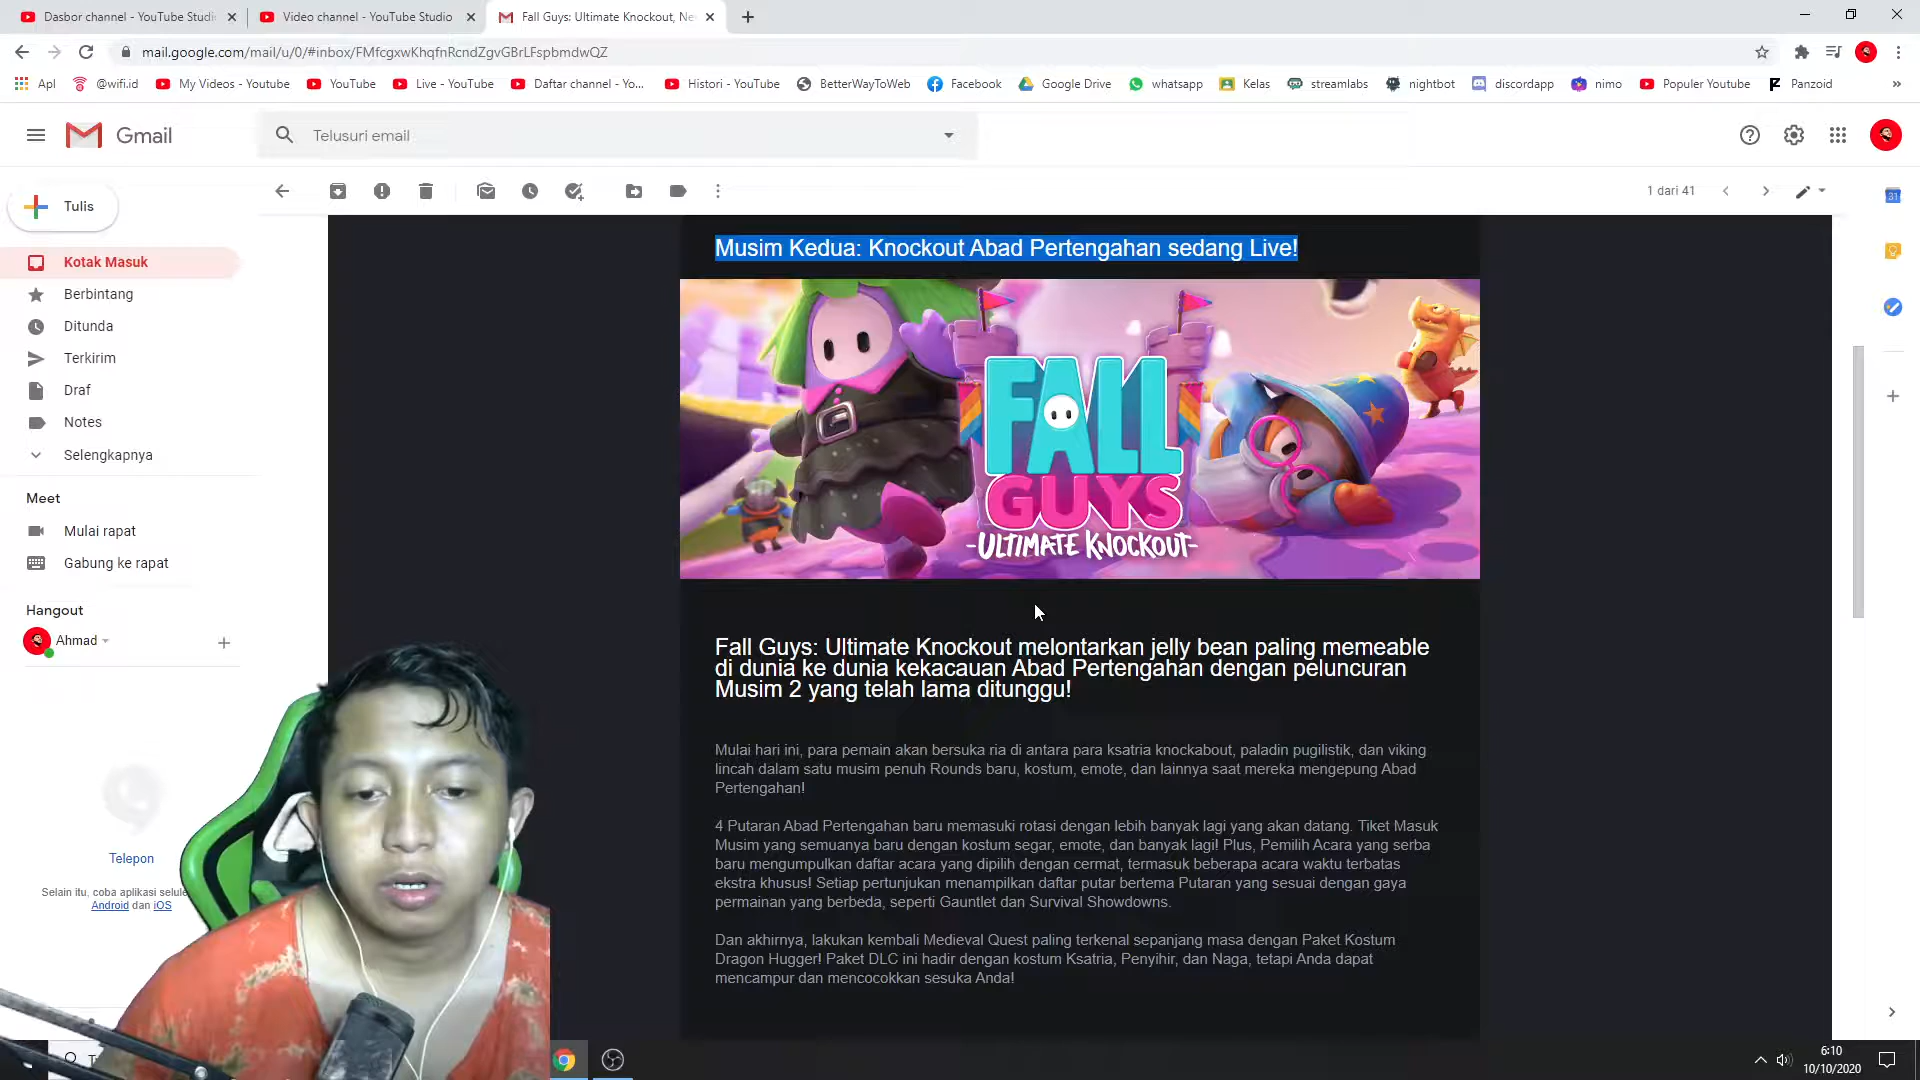 Dasbor channel - YouTube Studi
Video channel - YouTube Studio
Fall Guys: Ultimate Knockout, Ne
mail.google.com/mail/u/0/#inbox/FMfcgxwKhqfnRcndZgvGBrLFspbmdwQZ
Apl
@wifi.id
My Videos - Youtube
YouTube
Live - YouTube
Daftar channel - Yo...
Histori - YouTube
BetterWayToWeb
Facebook
Google Drive
whatsapp
Kelas
streamlabs
nightbot
discordapp
nimo
Populer Youtube
Panzoid
Gmail
Telusuri email
1 dari 41
31
Tulis
Kotak Masuk
Berbintang
Ditunda
Terkirim
Draf
Notes
Selengkapnya
Meet
Mulai rapat
Gabung ke rapat
Hangout
Ahmad
Telepon
Selain itu, coba aplikasi selule
Android dan iOS
Musim Kedua: Knockout Abad Pertengahan sedang Live!
FALL
GUYS
-ULTIMATE KNOCKOUT-
Fall Guys: Ultimate Knockout melontarkan jelly bean paling memeable
di dunia ke dunia kekacauan Abad Pertengahan dengan peluncuran
Musim 2 yang telah lama ditunggu!
Mulai hari ini, para pemain akan bersuka ria di antara para ksatria knockabout, paladin pugilistik, dan viking
lincah dalam satu musim penuh Rounds baru, kostum, emote, dan lainnya saat mereka mengepung Abad
Pertengahan!
4 Putaran Abad Pertengahan baru memasuki rotasi dengan lebih banyak lagi yang akan datang. Tiket Masuk
Musim yang semuanya baru dengan kostum segar, emote, dan banyak lagi! Plus, Pemilih Acara yang serba
baru mengumpulkan daftar acara yang dipilih dengan cermat, termasuk beberapa acara waktu terbatas
ekstra khusus! Setiap pertunjukan menampilkan daftar putar bertema Putaran yang sesuai dengan gaya
permainan yang berbeda, seperti Gauntlet dan Survival Showdowns.
Dan akhirnya, lakukan kembali Medieval Quest paling terkenal sepanjang masa dengan Paket Kostum
Dragon Hugger! Paket DLC ini hadir dengan kostum Ksatria, Penyihir, dan Naga, tetapi Anda dapat
mencampur dan mencocokkan sesuka Anda!
6:10
10/10/2020